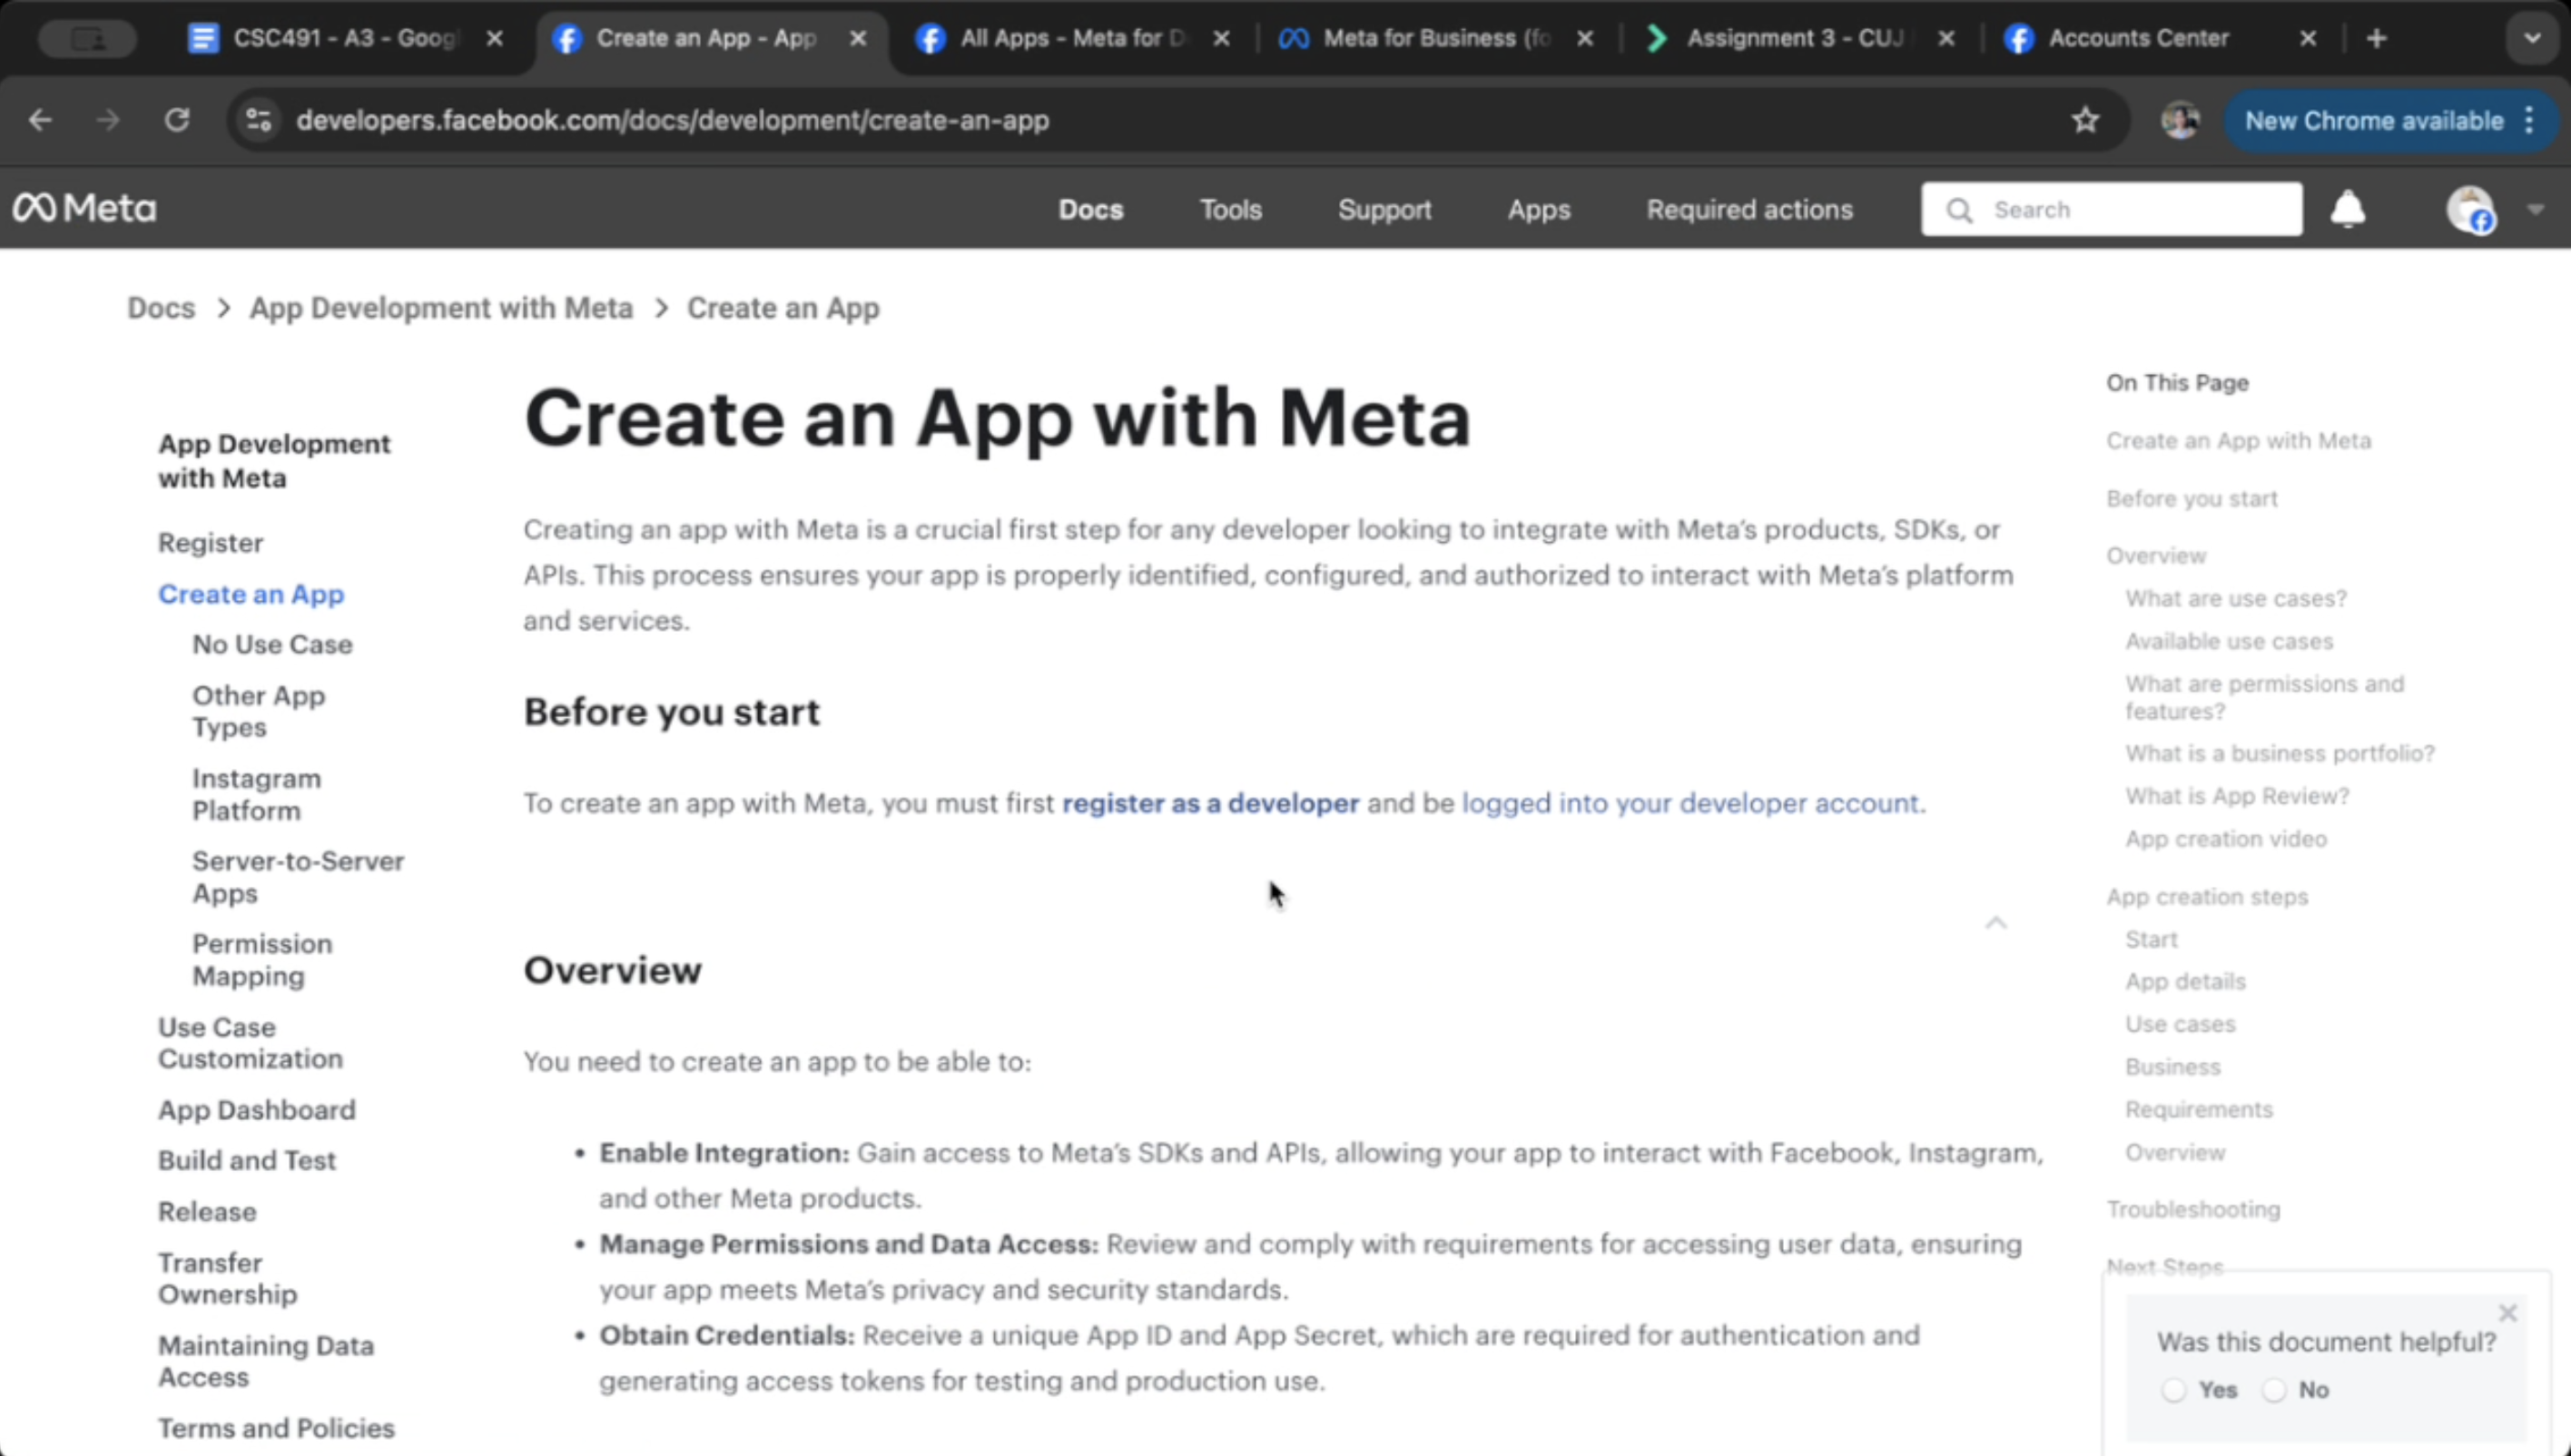 CSC491 - A3 - Goog
Create an App - App
All Apps - Meta for D
Meta for Business (fo
Assignment 3 - CUJ
Accounts Center
developers.facebook.com/docs/development/create-an-app
New Chrome available
Meta
Docs
Tools
Support
Apps
Required actions
Search
Docs > App Development with Meta > Create an App
App Development
with Meta
Register
Create an App
No Use Case
Other App
Types
Instagram
Platform
Server-to-Server
Apps
Permission
Mapping
Use Case
Customization
App Dashboard
Build and Test
Release
Transfer
Ownership
Maintaining Data
Access
Terms and Policies
Create an App with Meta
Creating an app with Meta is a crucial first step for any developer looking to integrate with Meta's products, SDKs, or
APIs. This process ensures your app is properly identified, configured, and authorized to interact with Meta's platform
and services.
Before you start
To create an app with Meta, you must first register as a developer and be logged into your developer account.
Overview
You need to create an app to be able to:
• Enable Integration: Gain access to Meta's SDKs and APIs, allowing your app to interact with Facebook, Instagram,
and other Meta products.
• Manage Permissions and Data Access: Review and comply with requirements for accessing user data, ensuring
your app meets Meta's privacy and security standards.
• Obtain Credentials: Receive a unique App ID and App Secret, which are required for authentication and
generating access tokens for testing and production use.
On This Page
Create an App with Meta
Before you start
Overview
What are use cases?
Available use cases
What are permissions and
features?
What is a business portfolio?
What is App Review?
App creation video
App creation steps
Start
App details
Use cases
Business
Requirements
Overview
Troubleshooting
Next Steps
Was this document helpful?
Yes
No